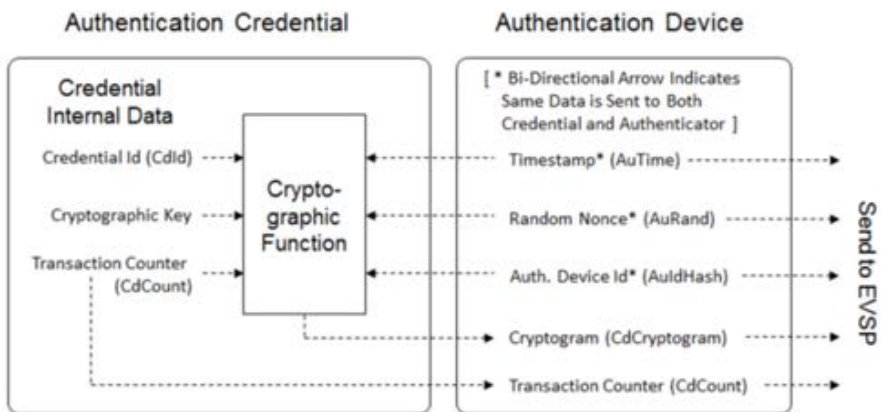 Authentication Credential
Authentication Device
Credential
Internal Data
Credential Id (CdId)
Cryptographic Key
Transaction Counter
(CdCount)
Crypto-
graphic
Function
[ * Bi-Directional Arrow Indicates
Same Data is Sent to Both
Credential and Authenticator ]
Timestamp* (AuTime)
Random Nonce* (AuRand)
Auth. Device Id* (AuIdHash)
Cryptogram (CdCryptogram)
Transaction Counter (CdCount)
Send to EVSP